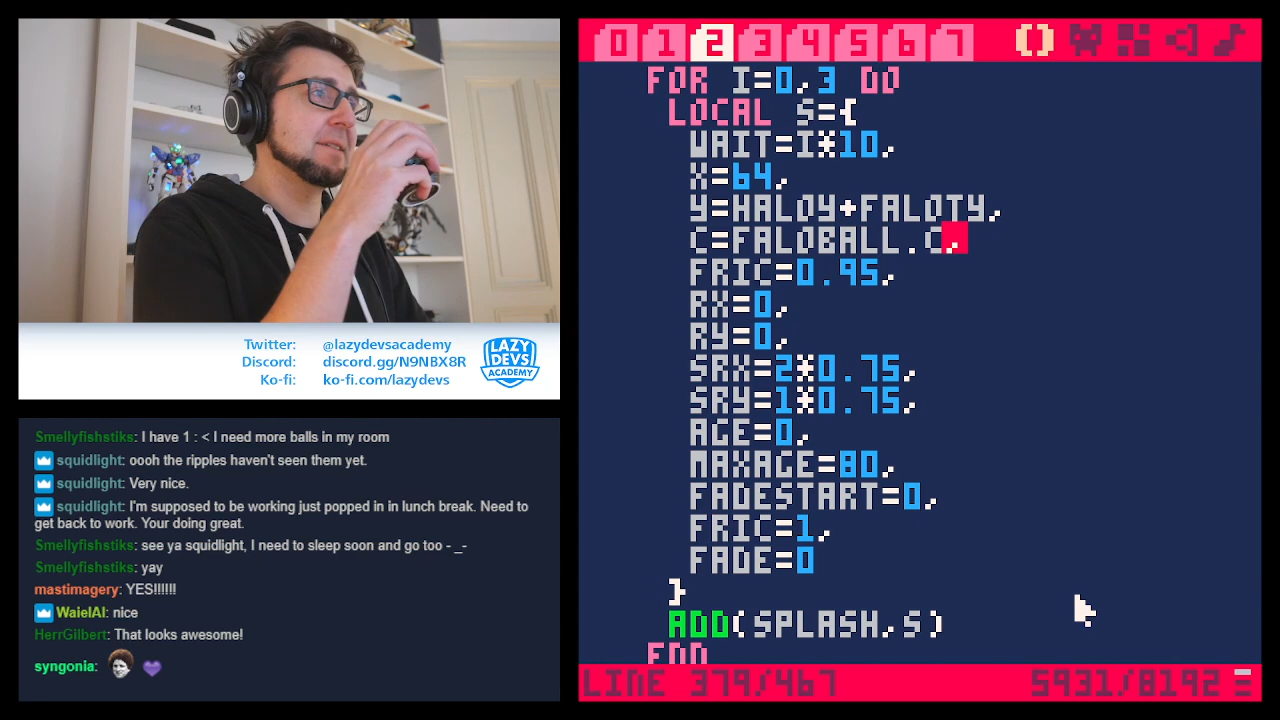 Twitter: @lazydevsacademy
Discord: discord.gg/N9NBX8R
Ko-fi: ko-fi.com/lazydevs
LAZY
DEVS
ACADEMY
Smellyfishstiks: I have 1 : < I need more balls in my room
squidlight: oooh the ripples haven't seen them yet.
squidlight: Very nice.
squidlight: I'm supposed to be working just popped in in lunch break. Need to
get back to work. Your doing great.
Smellyfishstiks: see ya squidlight, I need to sleep soon and go too - _-
Smellyfishstiks: yay
mastimagery: YES!!!!!!
WaielAI: nice
HerrGilbert: That looks awesome!
syngonia:
0 1 2 3 4 5 6 7 ()
FOR I=0,3 DO
LOCAL S={
WAIT=I*10,
X=64,
Y=HALOY+FALOTY,
C=FALOBALL.C,
FRIC=0.95,
RX=0,
RY=0,
SRX=2*0.75,
SRY=1*0.75,
AGE=0,
MAXAGE=80,
FADESTART=0,
FRIC=1,
FADE=0
}
ADD(SPLASH,S)
END
LINE 379/467 5931/8192